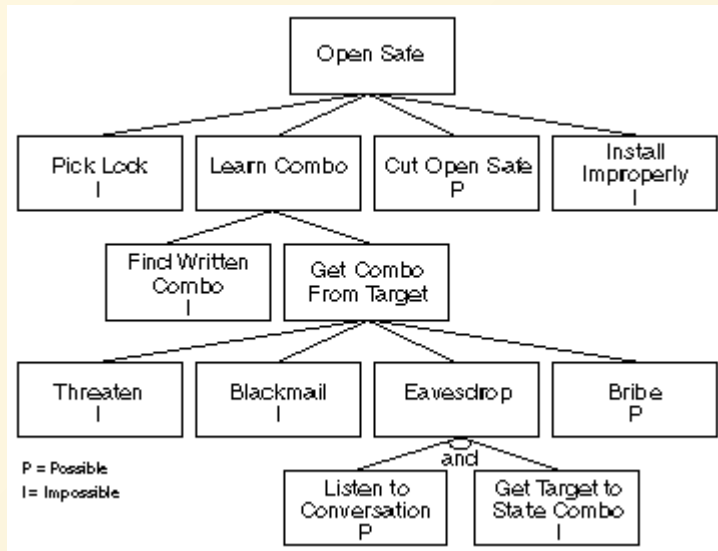 Open Safe
Pick Lock
I
Learn Combo
Cut Open Safe
P
Install
Improperly
I
Find Written
Combo
I
Get Combo
From Target
Threaten
I
Blackmail
I
Eavesdrop
Bribe
P
and
P = Possible
I = Impossible
Listen to
Conversation
P
Get Target to
State Combo
I